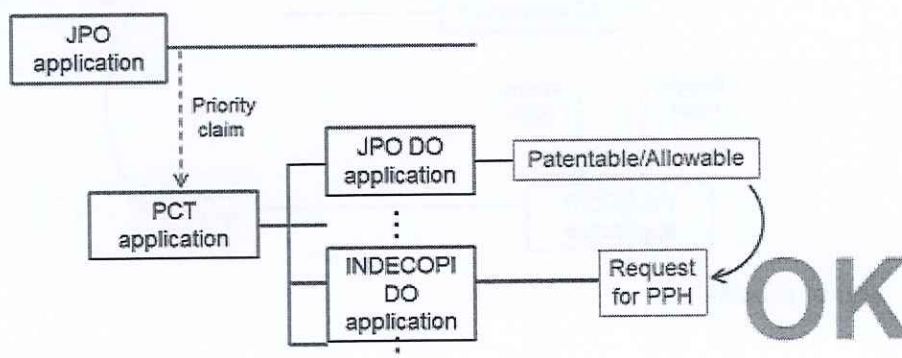 JPO
application
Priority
claim
JPO DO
application
Patentable/Allowable
PCT
application
⋮
INDECOPI
DO
application
⋮
Request
for PPH
OK